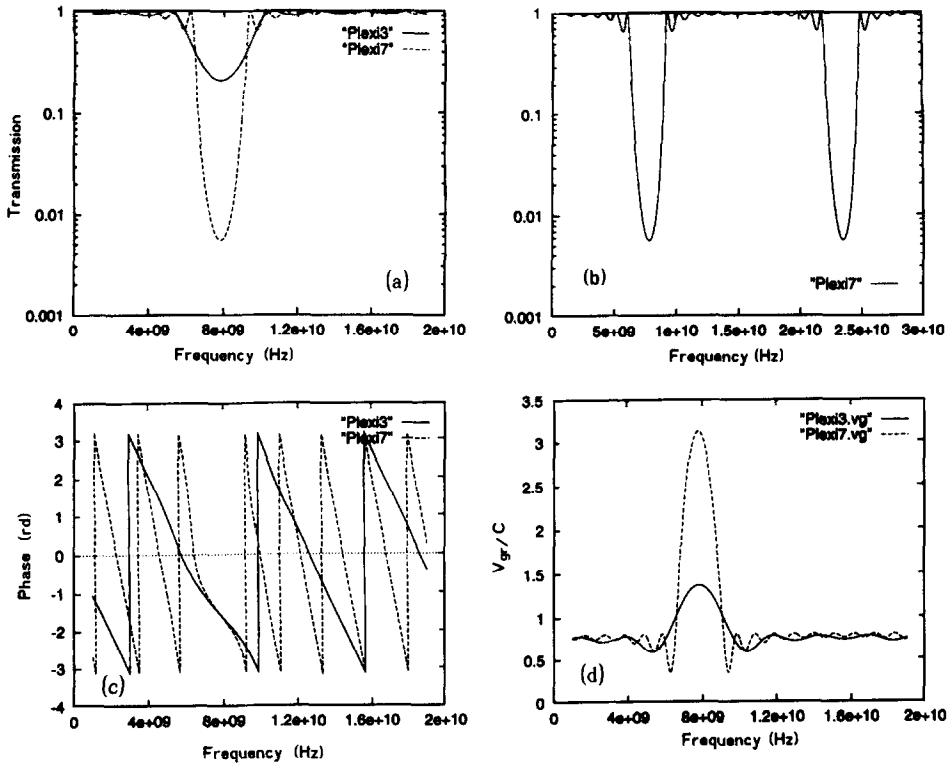 1
0.1
0.01
0.001
Transmission
"Plexi3"
"Plexi7"
(a)
0
4e+09
8e+09
1.2e+10
1.6e+10
2e+10
Frequency (Hz)
1
0.1
0.01
0.001
(b)
"Plexi7"
0
5e+09
1e+10
1.5e+10
2e+10
2.5e+10
3e+10
Frequency (Hz)
4
3
2
1
0
-1
-2
-3
-4
Phase (rd)
"Plexi3"
"Plexi7"
(c)
0
4e+09
8e+09
1.2e+10
1.6e+10
2e+10
Frequency (Hz)
3.5
3
2.5
2
1.5
1
0.5
0
Vgr/ C
"Plexi3.vg"
"Plexi7.vg"
(d)
4e+09
8e+09
1.2e+10
1.6e+10
2e+10
Frequency (Hz)